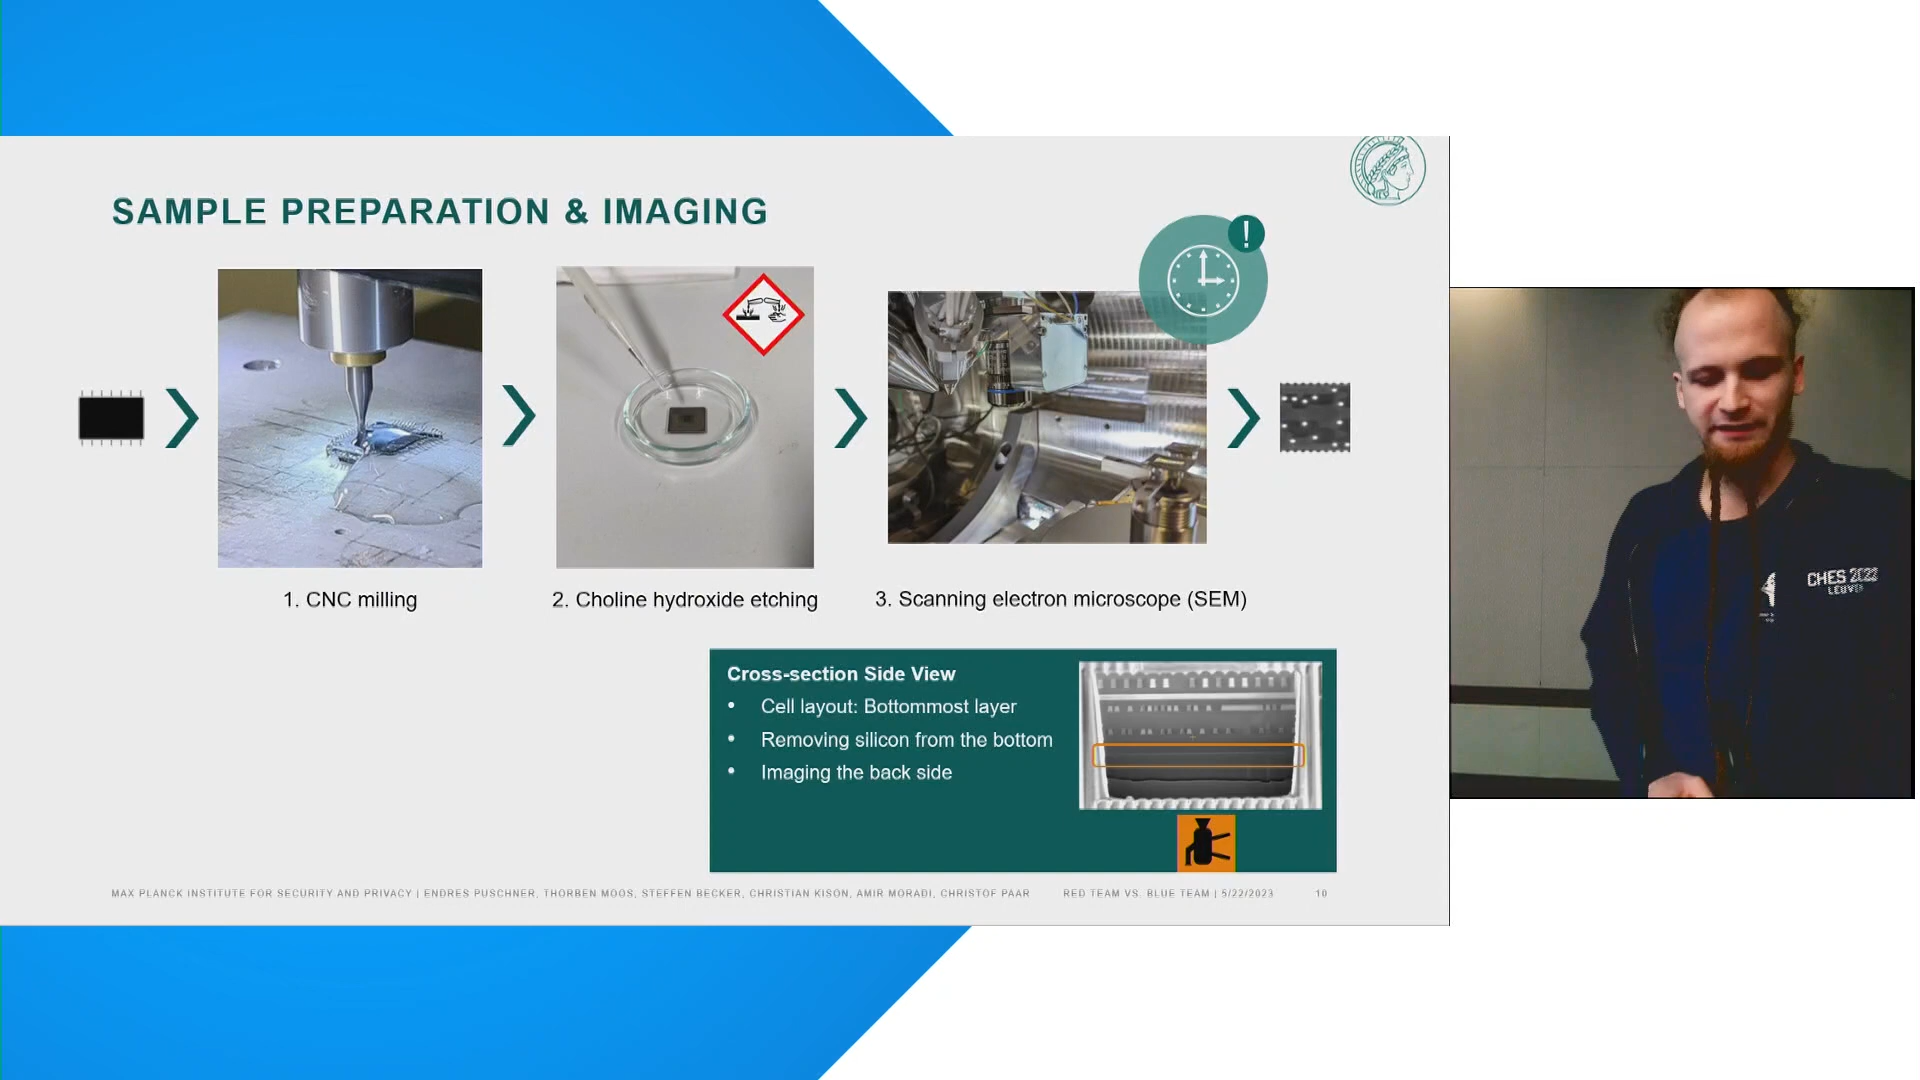 SAMPLE PREPARATION & IMAGING
!
1. CNC milling
2. Choline hydroxide etching
3. Scanning electron microscope (SEM)
Cross-section Side View
• Cell layout: Bottommost layer
• Removing silicon from the bottom
• Imaging the back side
MAX PLANCK INSTITUTE FOR SECURITY AND PRIVACY | ENDRES PUSCHNER, THORBEN MOOS, STEFFEN BECKER, CHRISTIAN KISON, AMIR MORADI, CHRISTOF PAAR
RED TEAM VS. BLUE TEAM | 5/22/2023
10
CHES 2022
LEUVEN